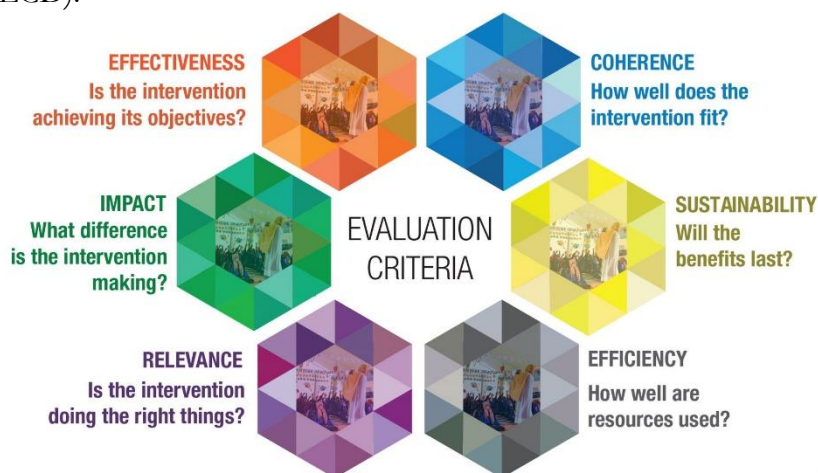 ECD).
EFFECTIVENESS
Is the intervention
achieving its objectives?
COHERENCE
How well does the
intervention fit?
IMPACT
What difference
is the intervention
making?
EVALUATION
CRITERIA
SUSTAINABILITY
Will the
benefits last?
RELEVANCE
Is the intervention
doing the right things?
EFFICIENCY
How well are
resources used?